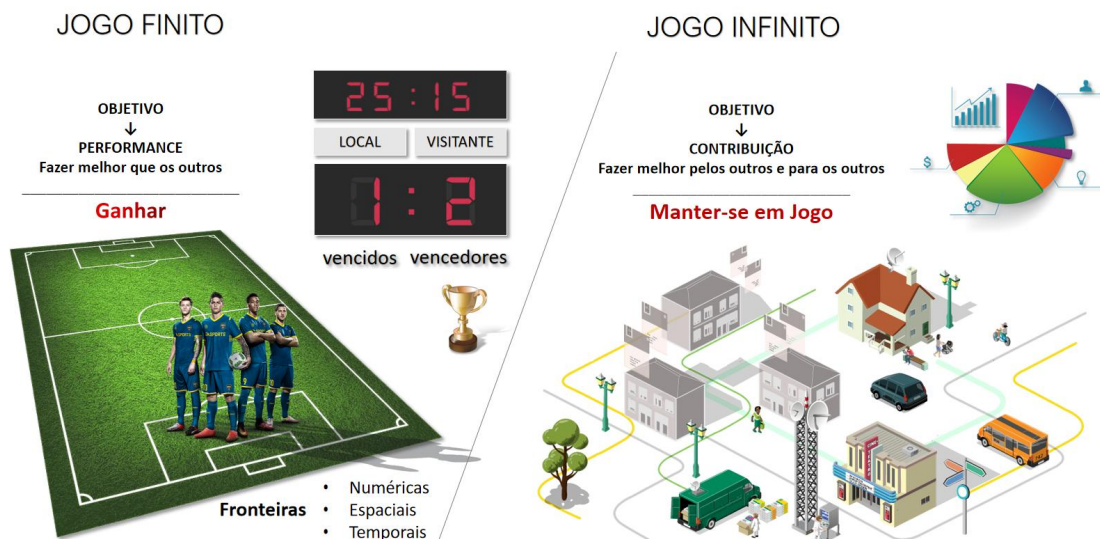 JOGO FINITO
OBJETIVO
↓
PERFORMANCE
Fazer melhor que os outros
Ganhar
25:15
LOCAL VISITANTE
1:2
vencidos vencedores
Fronteiras
• Numéricas
• Espaciais
• Temporais
JOGO INFINITO
OBJETIVO
↓
CONTRIBUIÇÃO
Fazer melhor pelos outros e para os outros
Manter-se em Jogo
$